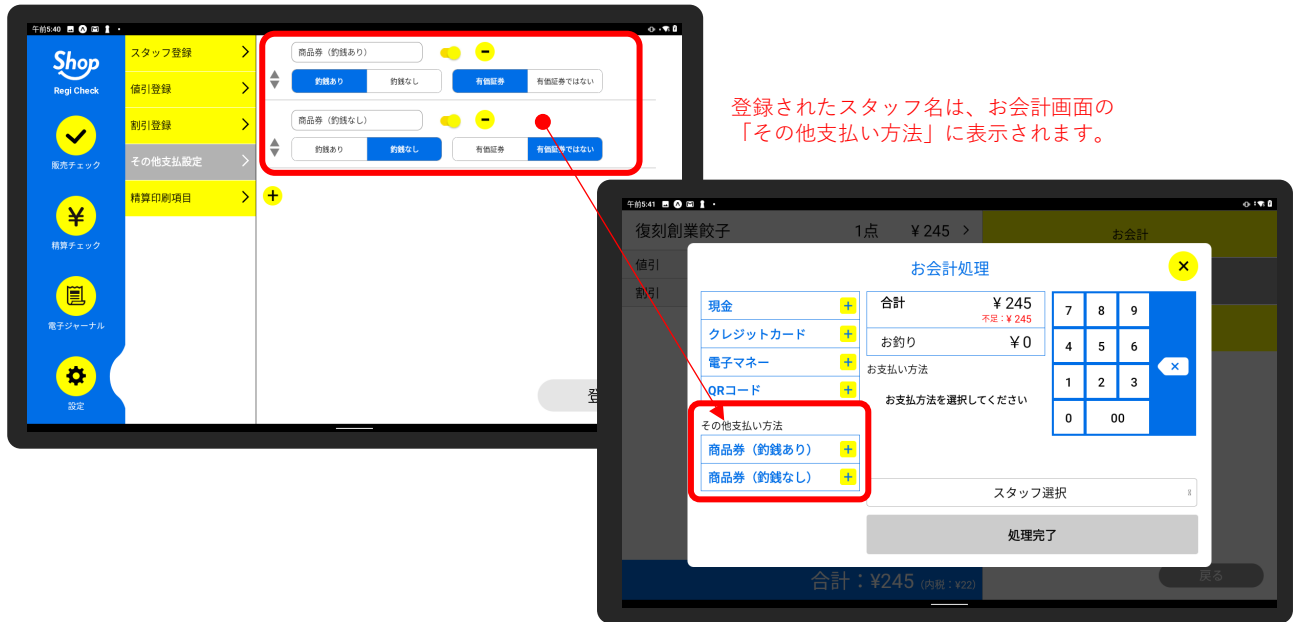 午前5:40
Shop
Regi Check
販売チェック
精算チェック
電子ジャーナル
設定
スタッフ登録
値引登録
割引登録
その他支払設定
精算印刷項目
商品券（釣銭あり）
釣銭あり 釣銭なし 有価証券 有価証券ではない
商品券（釣銭なし）
釣銭あり 釣銭なし 有価証券 有価証券ではない
登録されたスタッフ名は、お会計画面の
「その他支払い方法」に表示されます。
午前5:41
復刻創業餃子 1点 ¥245
お会計
値引
割引
お会計処理
現金
クレジットカード
電子マネー
QRコード
その他支払い方法
商品券（釣銭あり）
商品券（釣銭なし）
合計 ¥245
不足：¥245
お釣り ¥0
お支払い方法
お支払方法を選択してください
7 8 9
4 5 6
1 2 3
0 00
スタッフ選択
処理完了
合計：¥245 (内税：¥22)
戻る